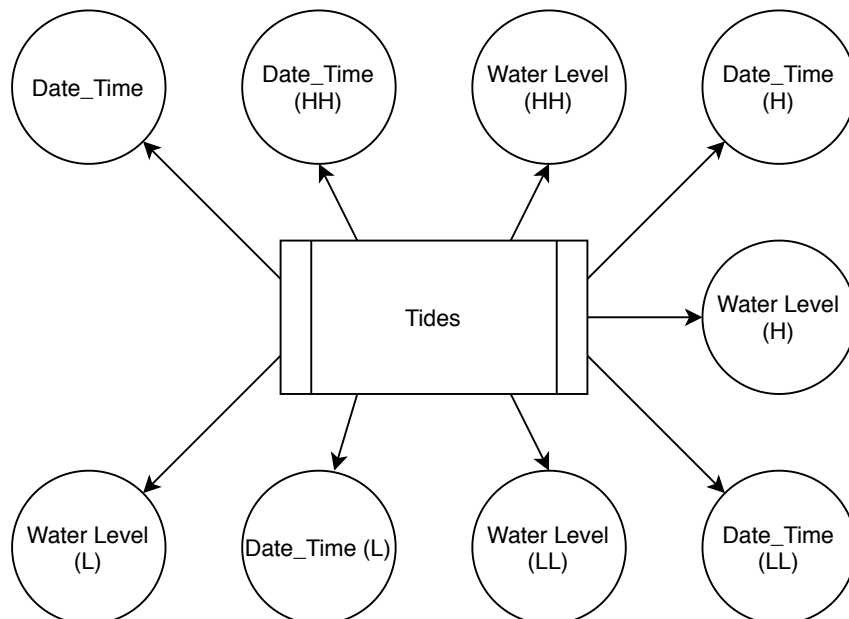 Date_Time
Date_Time
(HH)
Water Level
(HH)
Date_Time
(H)
Tides
Water Level
(H)
Water Level
(L)
Date_Time (L)
Water Level
(LL)
Date_Time
(LL)